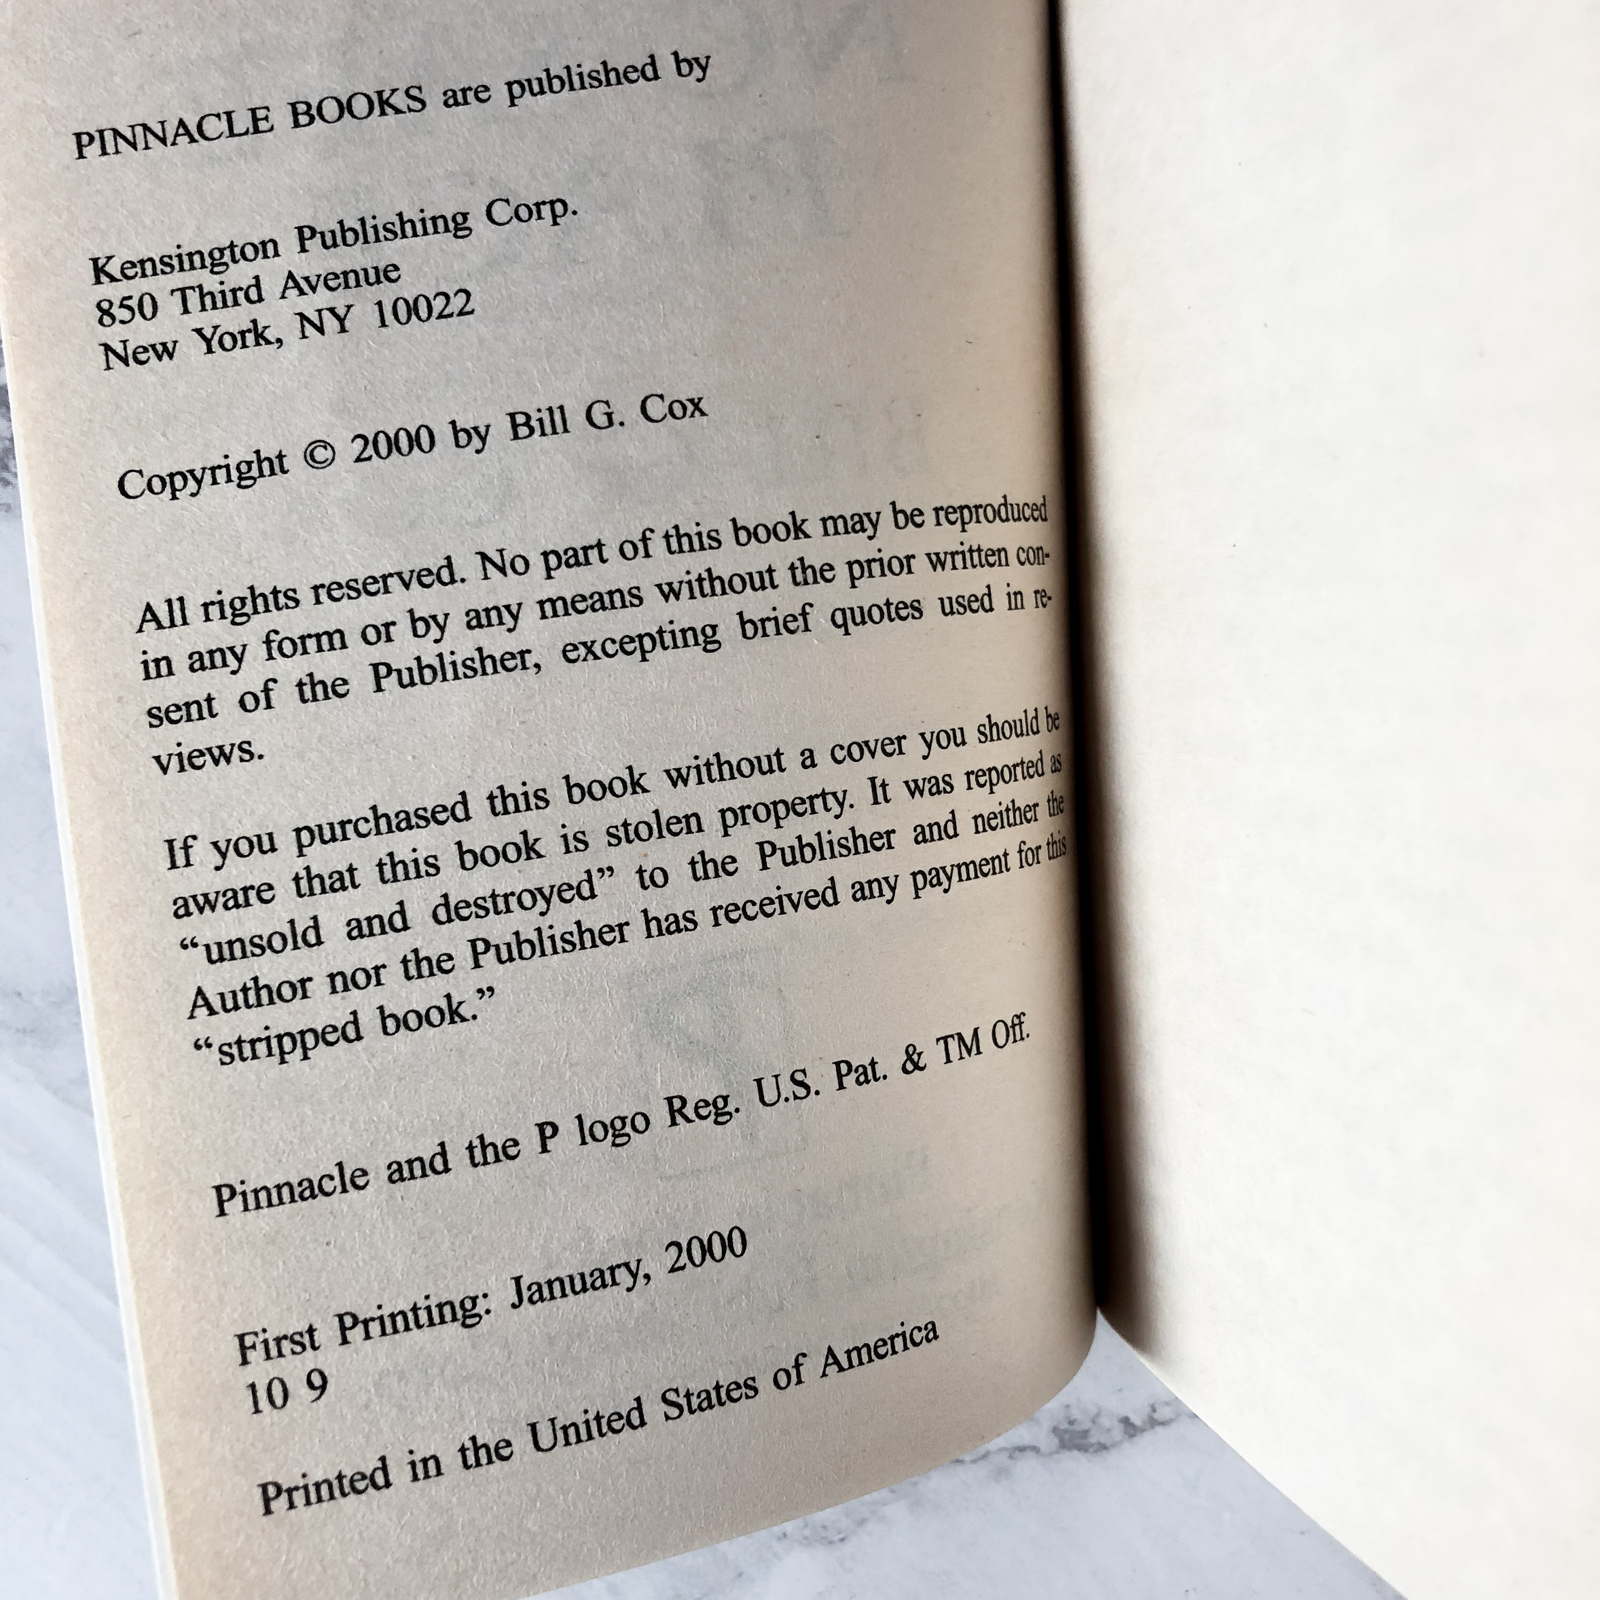 PINNACLE BOOKS are published by
Kensington Publishing Corp.
850 Third Avenue
New York, NY 10022
Copyright © 2000 by Bill G. Cox
All rights reserved. No part of this book may be reproduced
in any form or by any means without the prior written con-
sent of the Publisher, excepting brief quotes used in re-
views.
If you purchased this book without a cover you should be
aware that this book is stolen property. It was reported as
“unsold and destroyed” to the Publisher and neither the
Author nor the Publisher has received any payment for this
“stripped book.”
Pinnacle and the P logo Reg. U.S. Pat. & TM Off.
First Printing: January, 2000
10 9
Printed in the United States of America